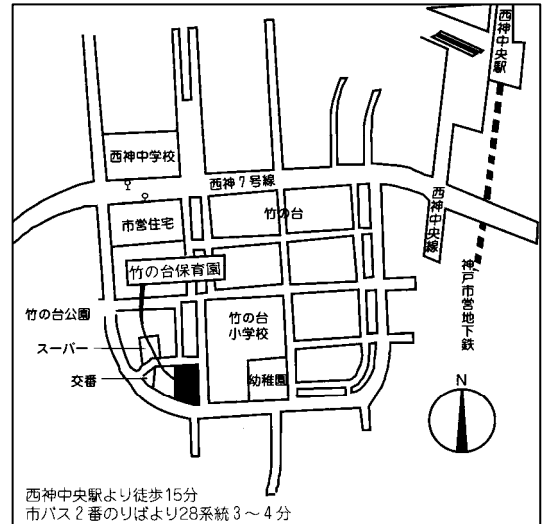 西神中央駅
西神中学校
西神7号線
市営住宅
竹の台
西神中央線
竹の台保育園
神戸市営地下鉄
竹の台公園
竹の台
小学校
スーパー
交番
幼稚園
N
西神中央駅より徒歩15分
市バス2番のりばより28系統3～4分